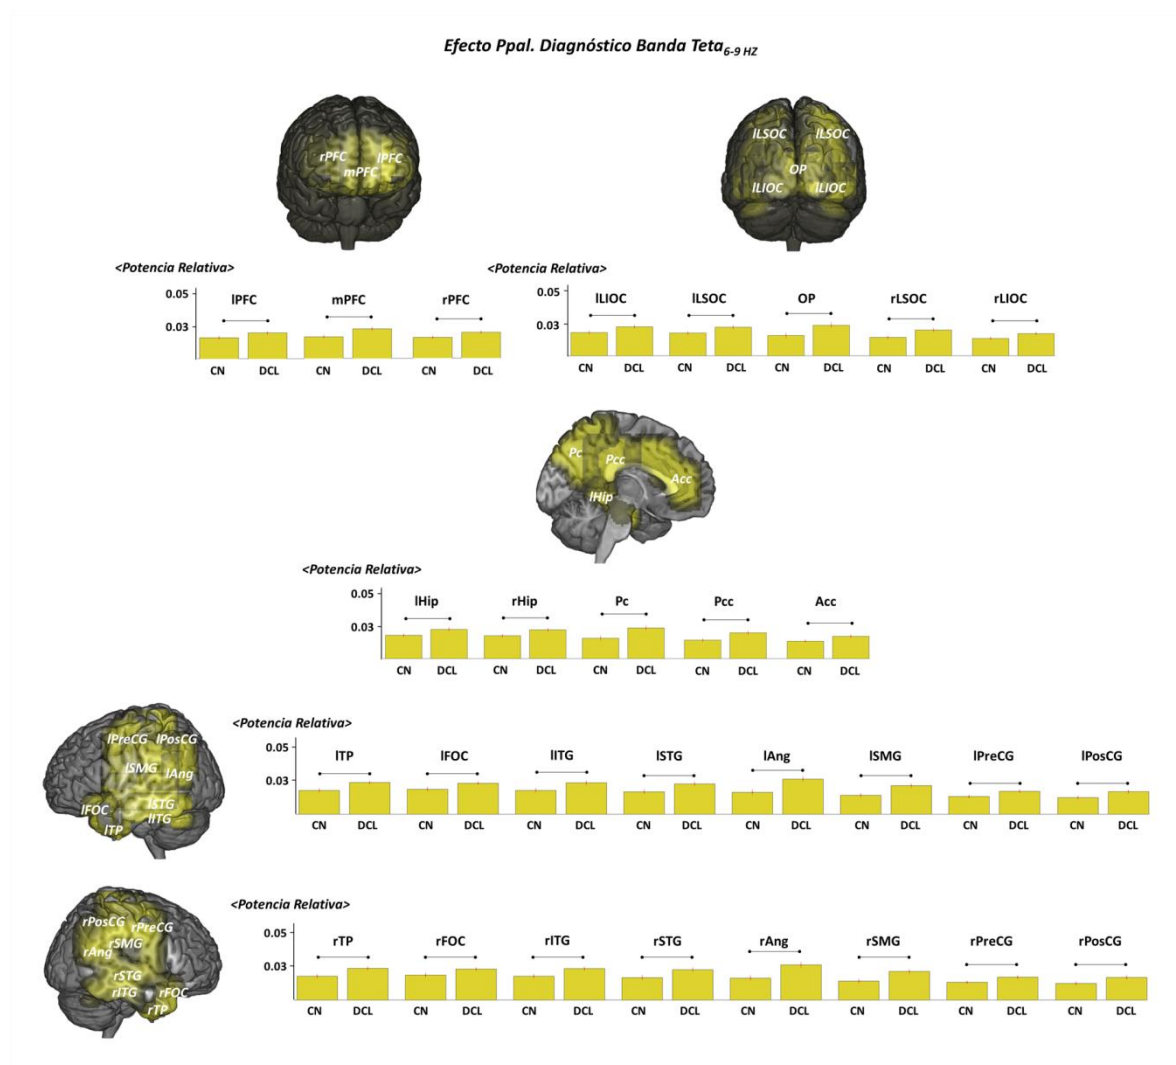 Efecto Ppal. Diagnóstico Banda Teta6-9 HZ
rPFC lPFC
mPFC
lLSOC lLSOC
OP
lLIOC lLIOC
<Potencia Relativa>
lPFC mPFC rPFC
0.05
0.03
CN DCL CN DCL CN DCL
<Potencia Relativa>
lLIOC lLSOC OP rLSOC rLIOC
0.05
0.03
CN DCL CN DCL CN DCL CN DCL CN DCL
Pc Pcc
Acc
lHip
<Potencia Relativa>
lHip rHip Pc Pcc Acc
0.05
0.03
CN DCL CN DCL CN DCL CN DCL CN DCL
lPreCG lPosCG
lSMG lAng
lFOC lSTG
lITG
lTP
<Potencia Relativa>
lTP lFOC lITG lSTG lAng lSMG lPreCG lPosCG
0.05
0.03
CN DCL CN DCL CN DCL CN DCL CN DCL CN DCL CN DCL CN DCL
rPosCG rPreCG
rSMG
rAng
rSTG
rITG rFOC
rTP
<Potencia Relativa>
rTP rFOC rITG rSTG rAng rSMG rPreCG rPosCG
0.05
0.03
CN DCL CN DCL CN DCL CN DCL CN DCL CN DCL CN DCL CN DCL